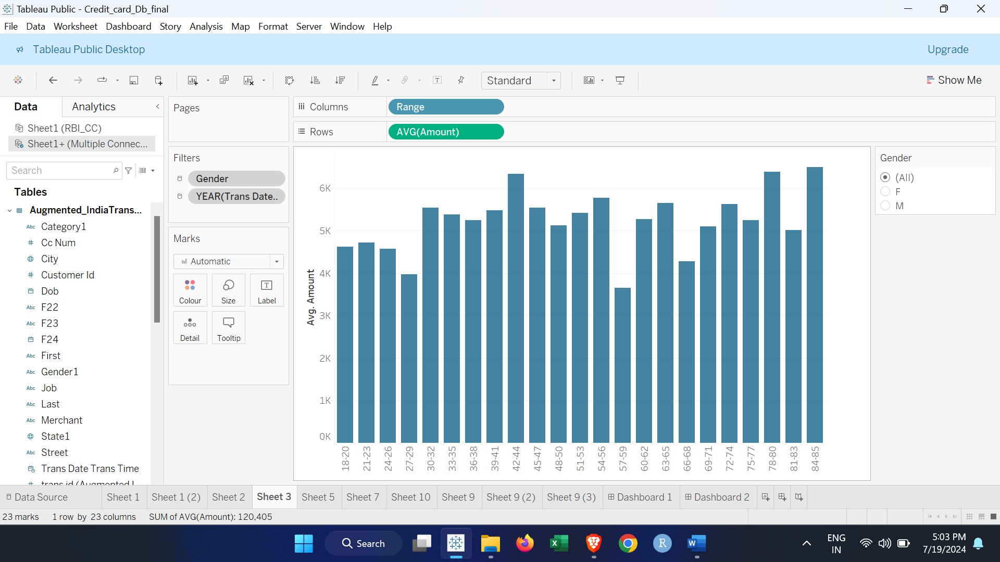 Tableau Public - Credit_card_Db_final
File Data Worksheet Dashboard Story Analysis Map Format Server Window Help
Tableau Public Desktop
Upgrade
Standard
Show Me
Data
Analytics
Sheet1 (RBI_CC)
Sheet1+ (Multiple Connec...
Search
Tables
Augmented_IndiaTrans...
Abc Category1
# Cc Num
City
# Customer Id
Dob
Abc F22
Abc F23
F24
Abc First
Abc Gender1
Abc Job
Abc Last
Abc Merchant
State1
Abc Street
Trans Date Trans Time
Pages
Filters
Gender
YEAR(Trans Date..
Marks
Automatic
Colour
Size
T
Label
Detail
Tooltip
Columns
Range
Rows
AVG(Amount)
Avg. Amount
6K
5K
4K
3K
2K
1K
0K
18-20
21-23
24-26
27-29
30-32
33-35
36-38
39-41
42-44
45-47
48-50
51-53
54-56
57-59
60-62
63-65
66-68
69-71
72-74
75-77
78-80
81-83
84-85
Gender
(All)
F
M
Data Source
Sheet 1
Sheet 1 (2)
Sheet 2
Sheet 3
Sheet 5
Sheet 7
Sheet 10
Sheet 9
Sheet 9 (2)
Sheet 9 (3)
Dashboard 1
Dashboard 2
23 marks
1 row by 23 columns
SUM of AVG(Amount): 120,405
Search
X
R
W
ENG
IN
5:03 PM
7/19/2024